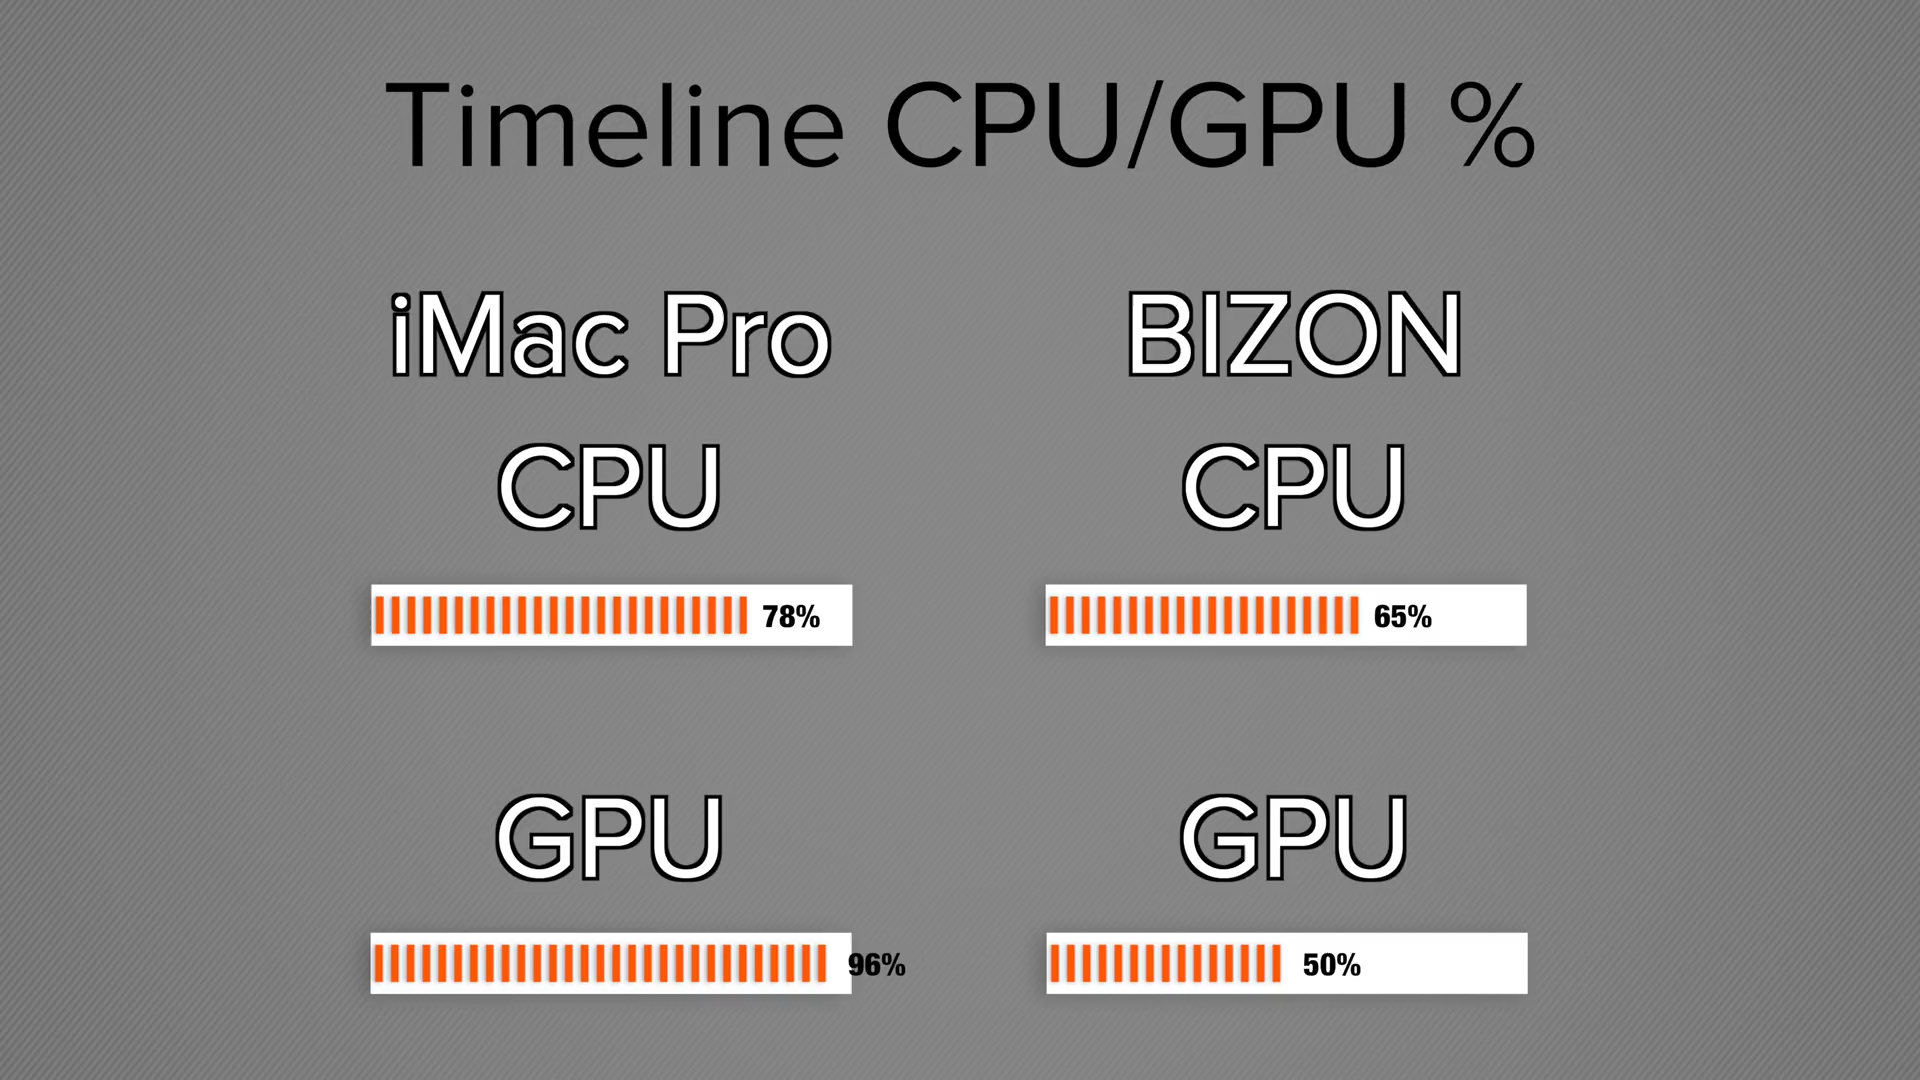 Timeline CPU/GPU %
iMac Pro
CPU
78%
GPU
96%
BIZON
CPU
65%
GPU
50%